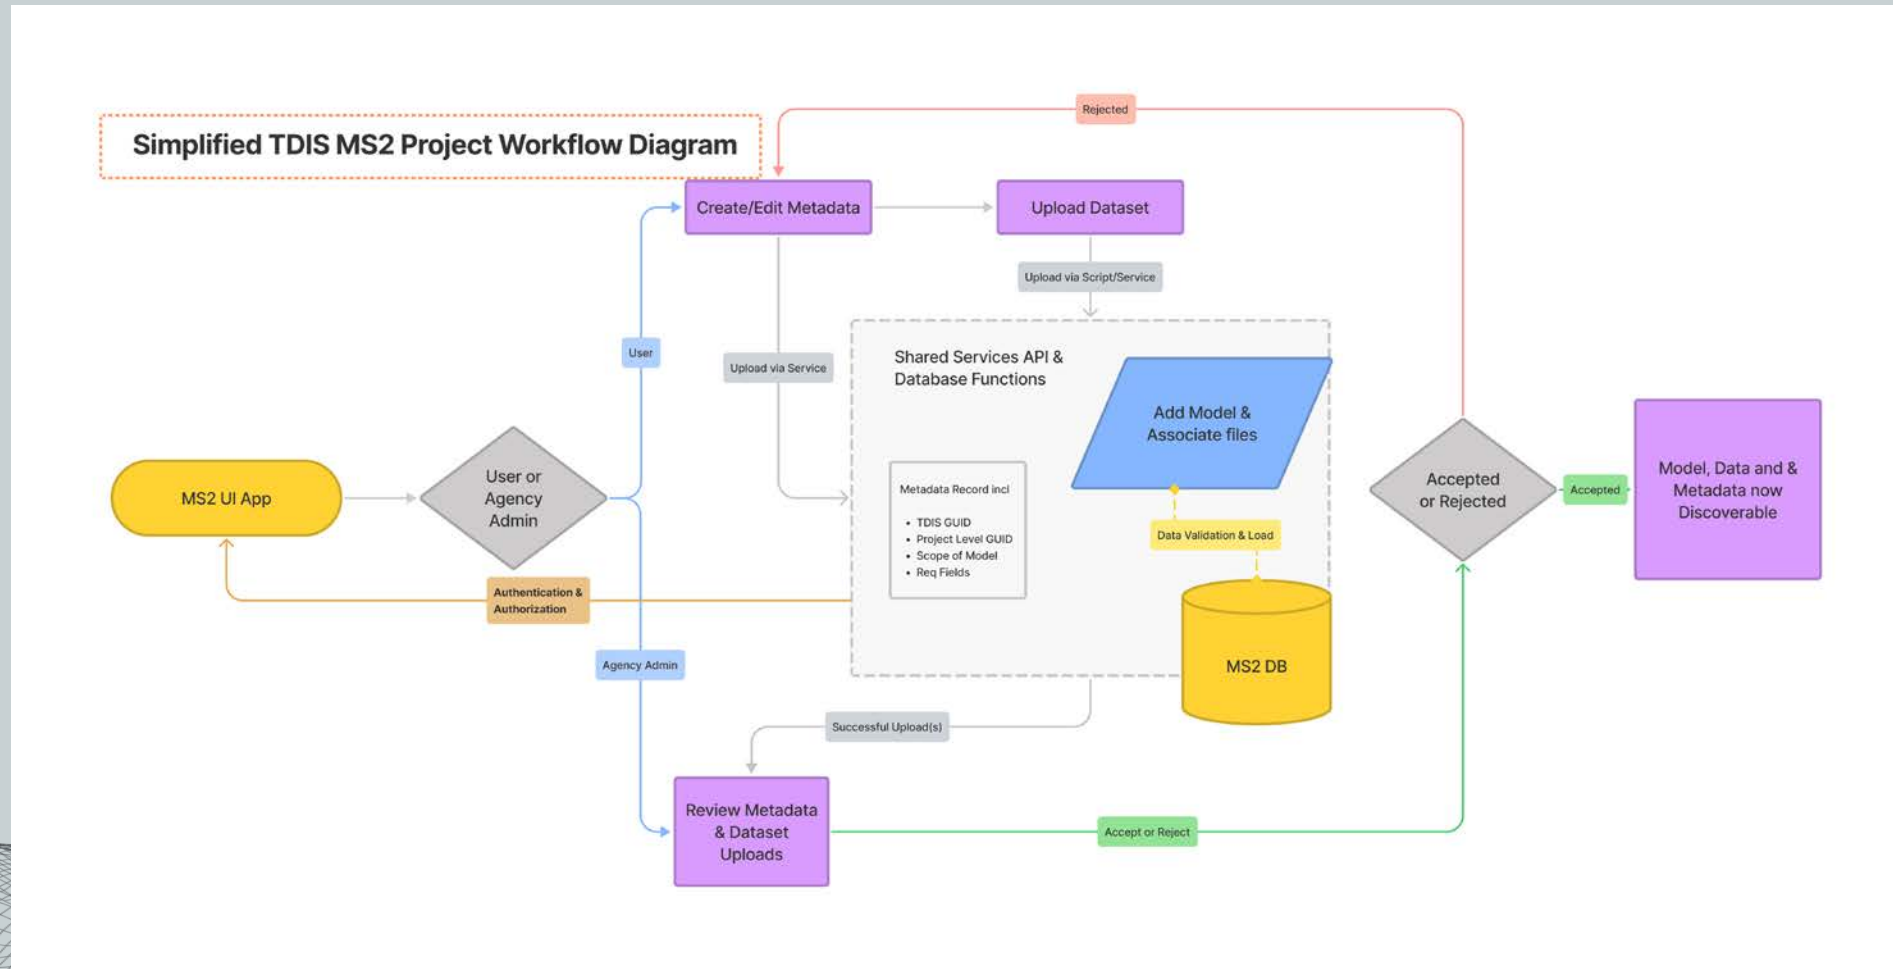 Simplified TDIS MS2 Project Workflow Diagram
Rejected
Create/Edit Metadata
Upload Dataset
Upload via Script/Service
User
Upload via Service
Shared Services API &
Database Functions
Add Model &
Associate files
MS2 UI App
User or
Agency
Admin
Metadata Record incl
• TDIS GUID
• Project Level GUID
• Scope of Model
• Req Fields
Data Validation & Load
Accepted
or Rejected
Accepted
Model, Data and &
Metadata now
Discoverable
Authentication &
Authorization
Agency Admin
MS2 DB
Successful Upload(s)
Review Metadata
& Dataset
Uploads
Accept or Reject